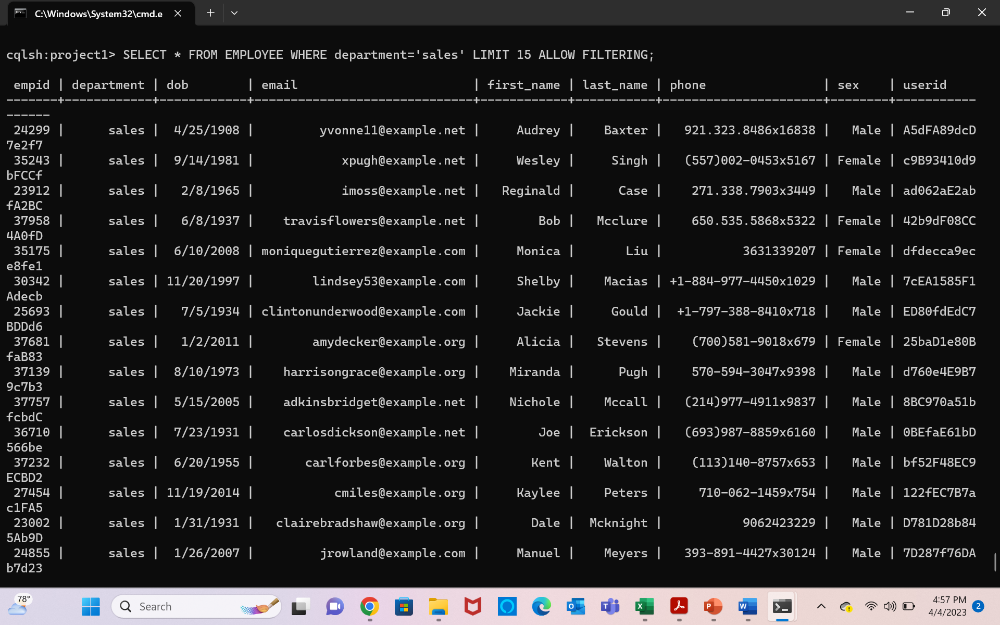 C:\Windows\System32\cmd.e
cqlsh:project1> SELECT * FROM EMPLOYEE WHERE department='sales' LIMIT 15 ALLOW FILTERING;
 empid | department | dob        | email                         | first_name | last_name | phone                | sex    | userid
-------+------------+------------+-------------------------------+------------+-----------+----------------------+--------+-----------
------
 24299 |      sales |  4/25/1908 |            yvonne11@example.net |     Audrey |    Baxter |   921.323.8486x16838 |   Male | A5dFA89dcD
7e2f7
 35243 |      sales |  9/14/1981 |               xpugh@example.net |     Wesley |     Singh |   (557)002-0453x5167 | Female | c9B93410d9
bFCCf
 23912 |      sales |   2/8/1965 |               imoss@example.net |   Reginald |      Case |    271.338.7903x3449 |   Male | ad062aE2ab
fA2BC
 37958 |      sales |   6/8/1937 |       travisflowers@example.net |        Bob |   Mcclure |    650.535.5868x5322 | Female | 42b9dF08CC
4A0fD
 35175 |      sales |  6/10/2008 |    moniquegutierrez@example.com |     Monica |       Liu |           3631339207 | Female | dfdecca9ec
e8fe1
 30342 |      sales | 11/20/1997 |           lindsey53@example.com |     Shelby |    Macias | +1-884-977-4450x1029 |   Male | 7cEA1585F1
Adecb
 25693 |      sales |   7/5/1934 |    clintonunderwood@example.com |     Jackie |     Gould |  +1-797-388-8410x718 |   Male | ED80fdEdC7
BDDd6
 37681 |      sales |   1/2/2011 |           amydecker@example.org |     Alicia |   Stevens |    (700)581-9018x679 | Female | 25baD1e80B
faB83
 37139 |      sales |  8/10/1973 |       harrisongrace@example.org |    Miranda |      Pugh |    570-594-3047x9398 |   Male | d760e4E9B7
9c7b3
 37757 |      sales |  5/15/2005 |       adkinsbridget@example.net |    Nichole |    Mccall |   (214)977-4911x9837 |   Male | 8BC970a51b
fcbdC
 36710 |      sales |  7/23/1931 |       carlosdickson@example.net |        Joe |  Erickson |   (693)987-8859x6160 |   Male | 0BEfaE61bD
566be
 37232 |      sales |  6/20/1955 |          carlforbes@example.org |       Kent |    Walton |    (113)140-8757x653 |   Male | bf52F48EC9
ECBD2
 27454 |      sales | 11/19/2014 |              cmiles@example.org |     Kaylee |    Peters |     710-062-1459x754 |   Male | 122fEC7B7a
c1FA5
 23002 |      sales |  1/31/1931 |      clairebradshaw@example.org |       Dale |  Mcknight |           9062423229 |   Male | D781D28b84
5Ab9D
 24855 |      sales |  1/26/2007 |            jrowland@example.com |     Manuel |    Meyers |   393-891-4427x30124 |   Male | 7D287f76DA
b7d23
78°
Search
4:57 PM
4/4/2023
2